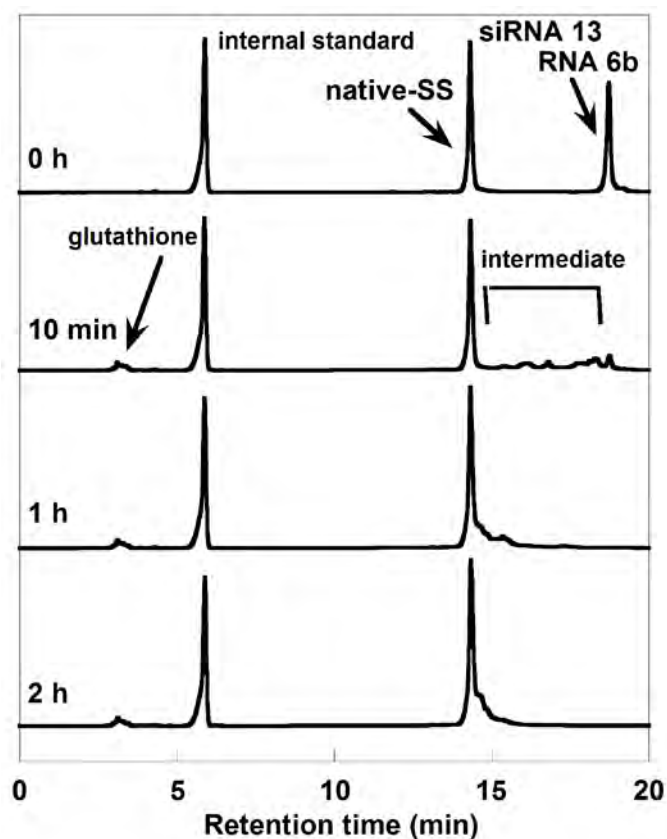 internal standard
siRNA 13
RNA 6b
native-SS
0 h
glutathione
intermediate
10 min
1 h
2 h
0 5 10 15 20
Retention time (min)